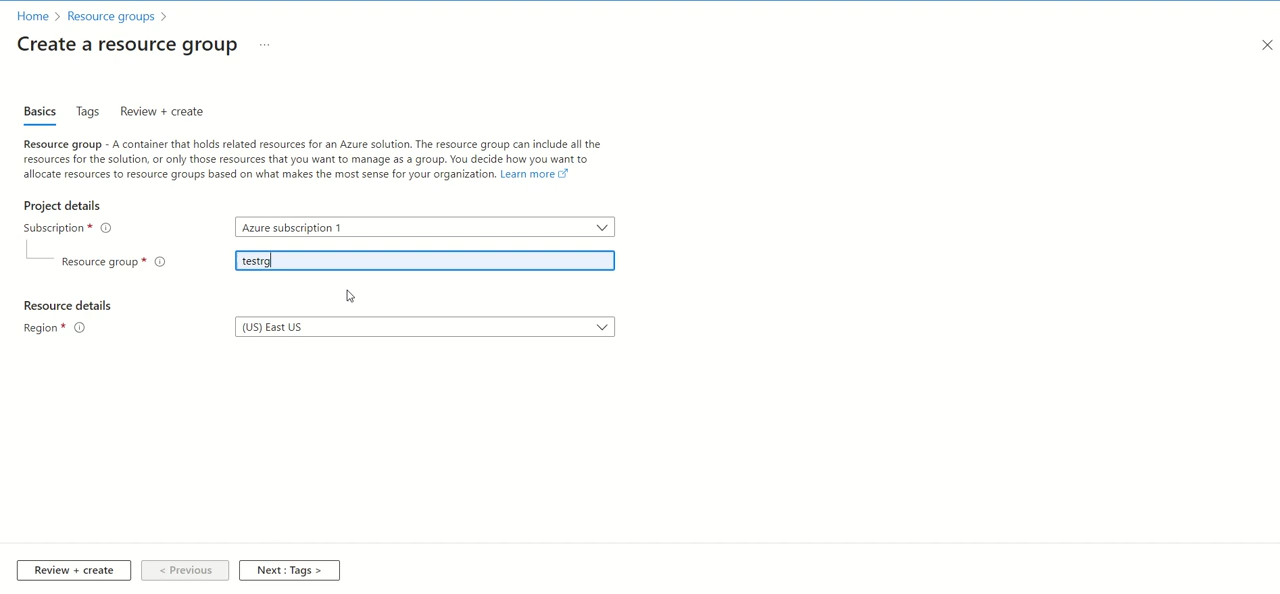 Home > Resource groups >
Create a resource group ...
Basics Tags Review + create
Resource group - A container that holds related resources for an Azure solution. The resource group can include all the
resources for the solution, or only those resources that you want to manage as a group. You decide how you want to
allocate resources to resource groups based on what makes the most sense for your organization. Learn more
Project details
Subscription * Azure subscription 1
Resource group * testrg
Resource details
Region * (US) East US
Review + create < Previous Next : Tags >